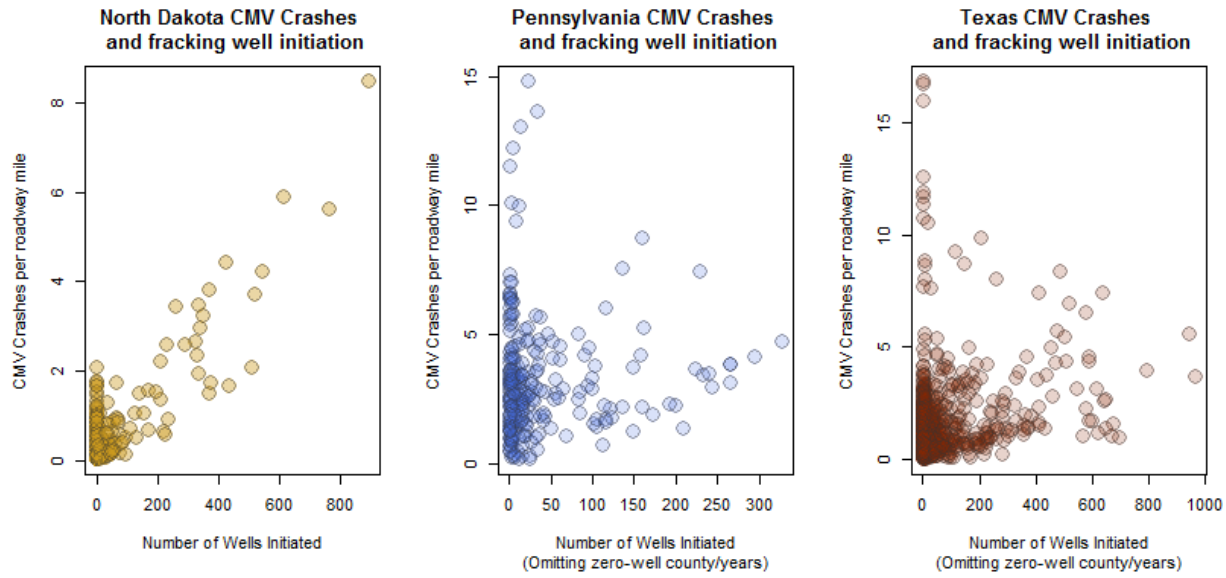 North Dakota CMV Crashes
and fracking well initiation
CMV Crashes per roadway mile
8
6
4
2
0
0 200 400 600 800
Number of Wells Initiated
Pennsylvania CMV Crashes
and fracking well initiation
CMV Crashes per roadway mile
15
10
5
0
0 50 100 150 200 250 300
Number of Wells Initiated
(Omitting zero-well county/years)
Texas CMV Crashes
and fracking well initiation
CMV Crashes per roadway mile
15
10
5
0
0 200 400 600 800 1000
Number of Wells Initiated
(Omitting zero-well county/years)